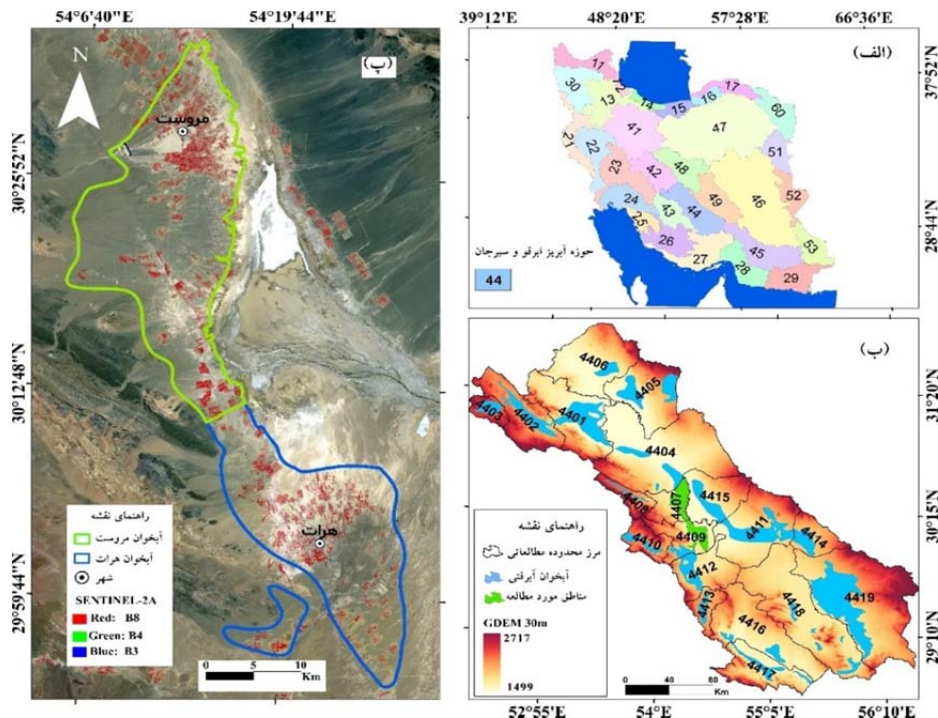 54°6'40"E
54°19'44"E
30°25'52"N
30°12'48"N
29°59'44"N
N
(پ)
مروست
هرات
راهنمای نقشه
آبخوان مروست
آبخوان هرات
شهر
SENTINEL-2A
Red: B8
Green: B4
Blue: B3
0 5 10
Km
39°12'E
48°20'E
57°28'E
66°36'E
37°52'N
28°44'N
(الف)
11
30
12
13
14
15
16
17
60
47
41
21
22
23
42
48
51
24
43
44
49
46
52
25
26
27
45
28
29
53
حوزه آبریز ابرقو و سیرجان
44
(ب)
4406
4405
4403
4402
4401
4404
4415
4407
4408
4411
4414
4409
4410
4412
4413
4418
4419
4416
4417
راهنمای نقشه
مرز محدوده مطالعاتی
آبخوان آبرفتی
مناطق مورد مطالعه
GDEM 30m
2717
1499
0 40 80
Km
31°20'N
30°15'N
29°10'N
52°55'E
54°E
55°5'E
56°10'E